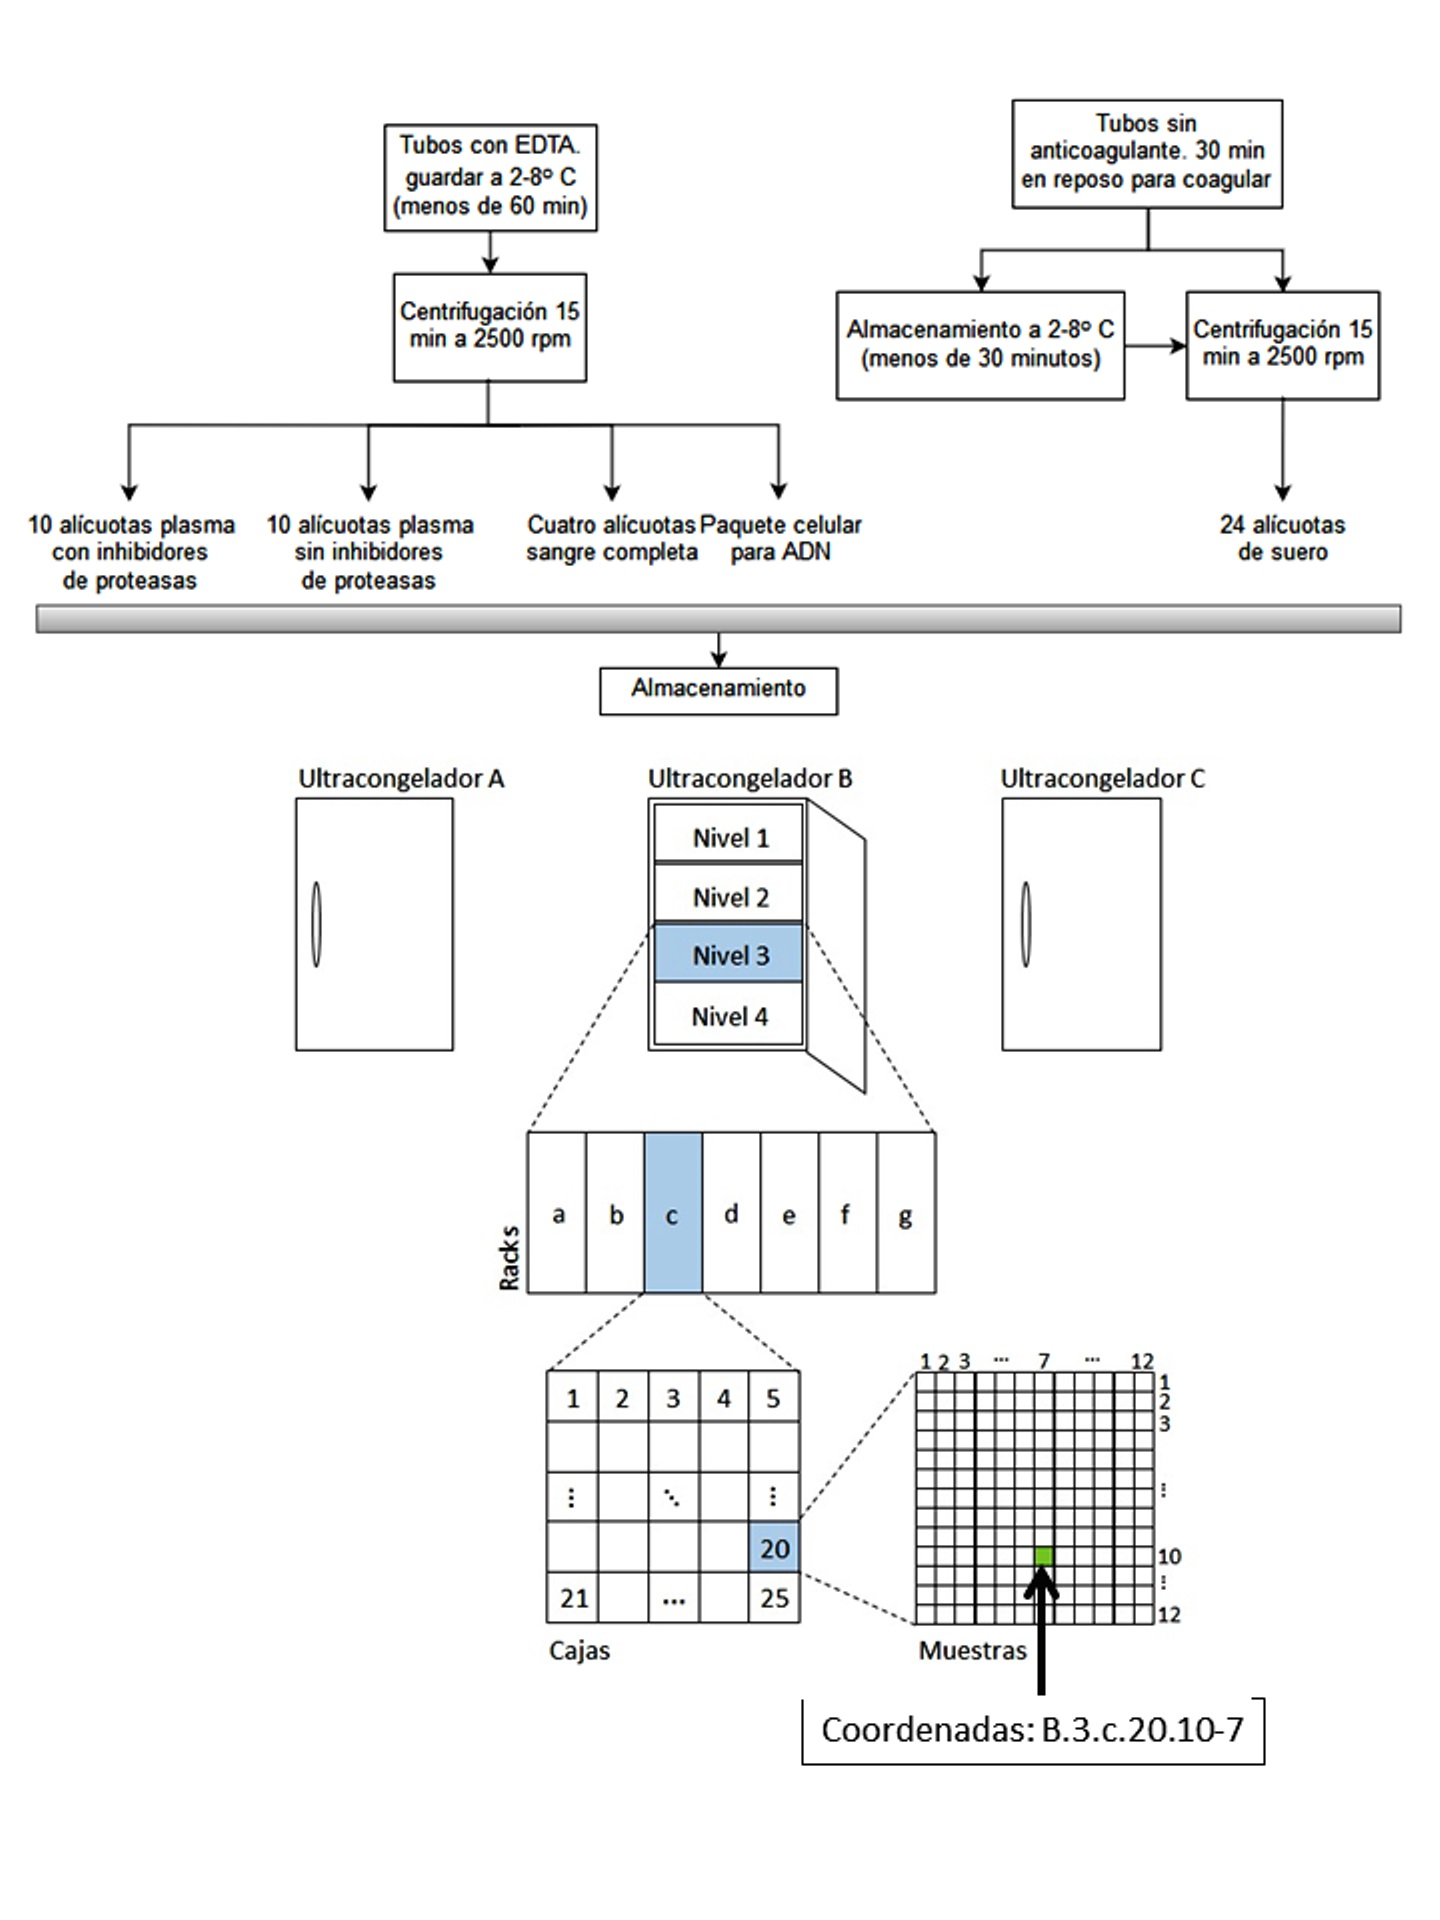 Tubos con EDTA.
guardar a 2-8º C
(menos de 60 min)
Tubos sin
anticoagulante. 30 min
en reposo para coagular
Centrifugación 15
min a 2500 rpm
Almacenamiento a 2-8º C
(menos de 30 minutos)
Centrifugación 15
min a 2500 rpm
10 alícuotas plasma
con inhibidores
de proteasas
10 alícuotas plasma
sin inhibidores
de proteasas
Cuatro alícuotas
sangre completa
Paquete celular
para ADN
24 alícuotas
de suero
Almacenamiento
Ultracongelador A
Ultracongelador B
Ultracongelador C
Nivel 1
Nivel 2
Nivel 3
Nivel 4
Racks
a b c d e f g
1 2 3 4 5
⋮ ⋱ ⋮
20
21 ... 25
Cajas
1 2 3 ... 7 ... 12
1
2
3
⋮
10
⋮
12
Muestras
Coordenadas: B.3.c.20.10-7